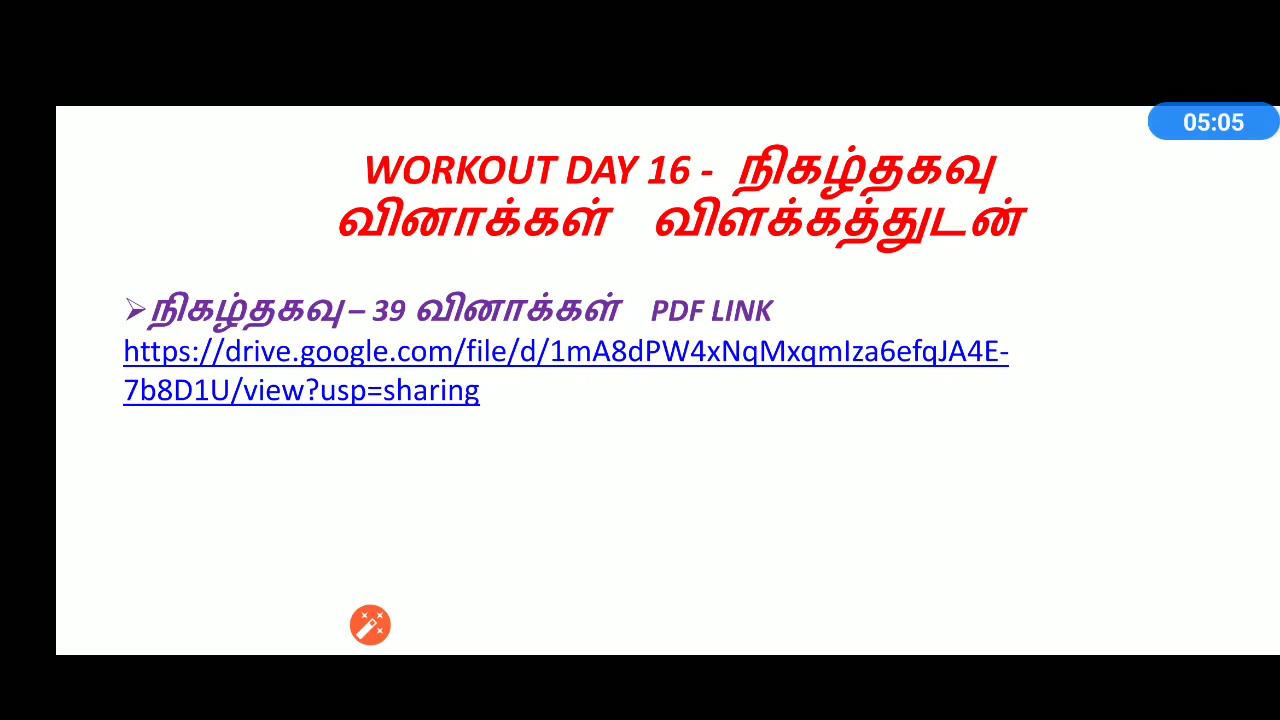 05:05
WORKOUT DAY 16 - நிகழ்தகவு
வினாக்கள் விளக்கத்துடன்
➢நிகழ்தகவு – 39 வினாக்கள் PDF LINK
https://drive.google.com/file/d/1mA8dPW4xNqMxqmIza6efqJA4E-
7b8D1U/view?usp=sharing